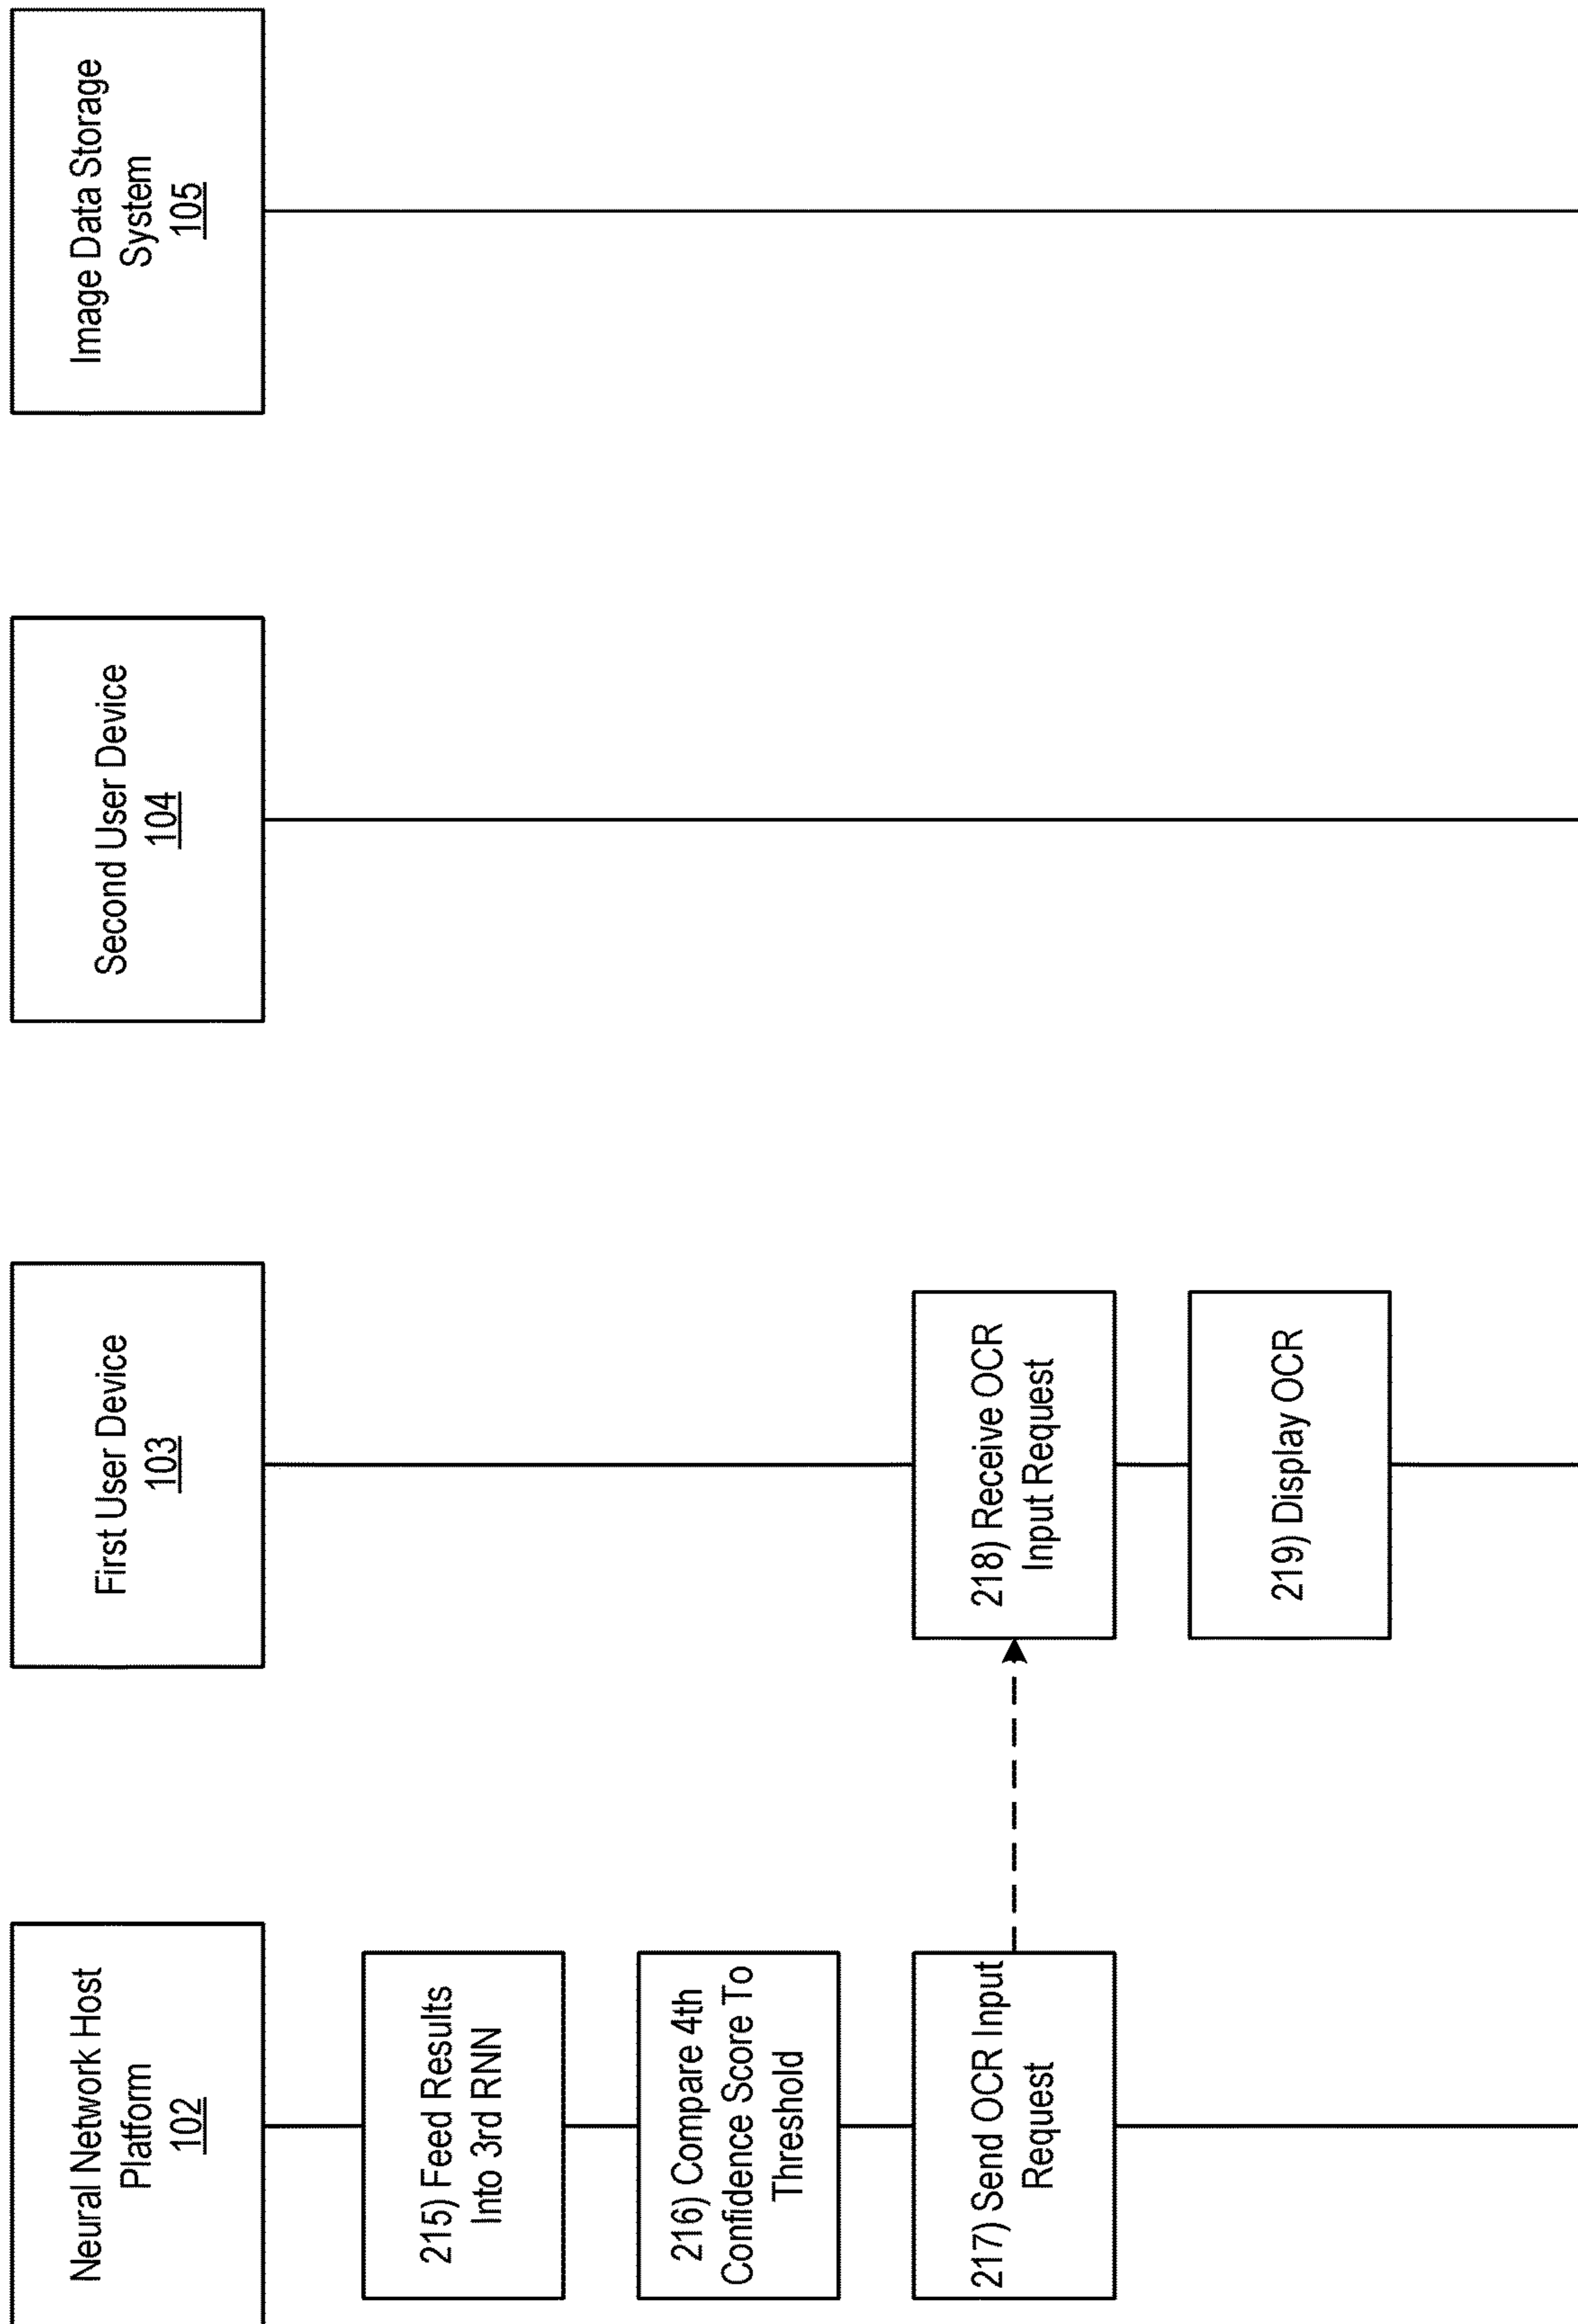 Neural Network Host
Platform
102
First User Device
103
Second User Device
104
Image Data Storage
System
105
215) Feed Results
Into 3rd RNN
216) Compare 4th
Confidence Score To
Threshold
217) Send OCR Input
Request
218) Receive OCR
Input Request
219) Display OCR